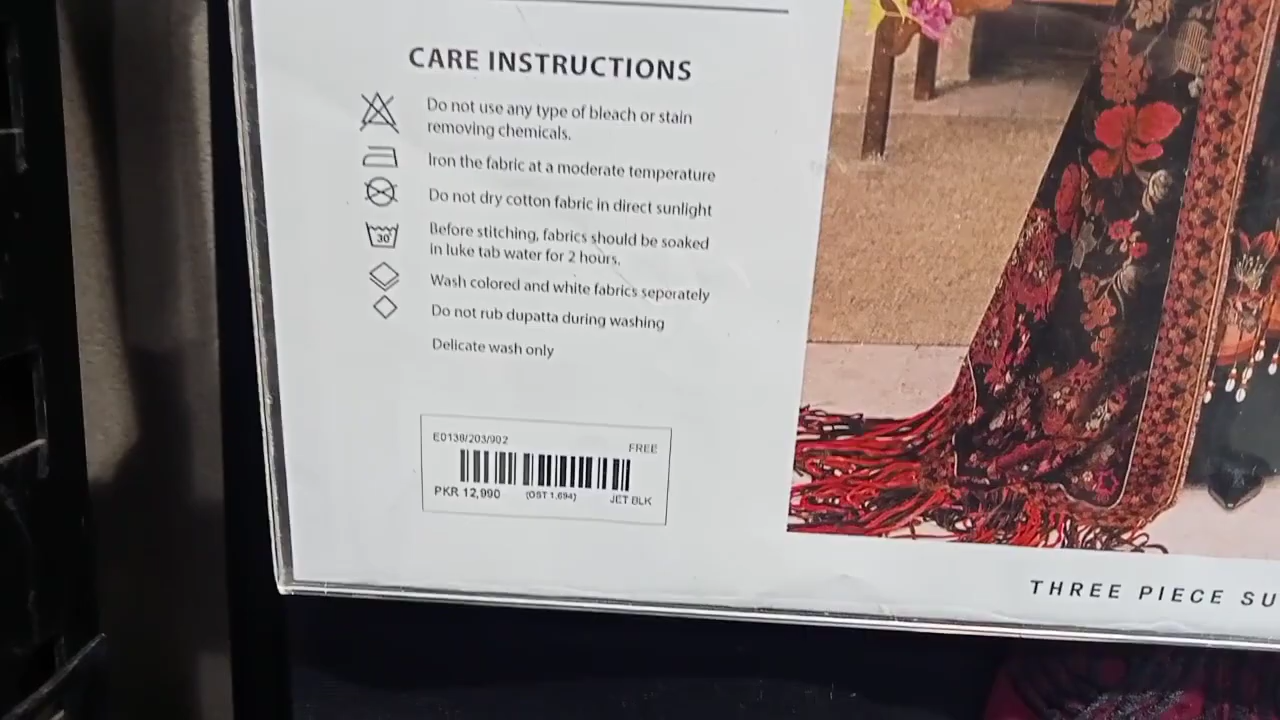 CARE INSTRUCTIONS
Do not use any type of bleach or stain
removing chemicals.
Iron the fabric at a moderate temperature
Do not dry cotton fabric in direct sunlight
30
Before stitching, fabrics should be soaked
in luke tab water for 2 hours.
Wash colored and white fabrics seporately
Do not rub dupatta during washing
Delicate wash only
E0138/203/902 FREE
PKR 12,990 (GST 1,694) JET BLK
THREE PIECE SU